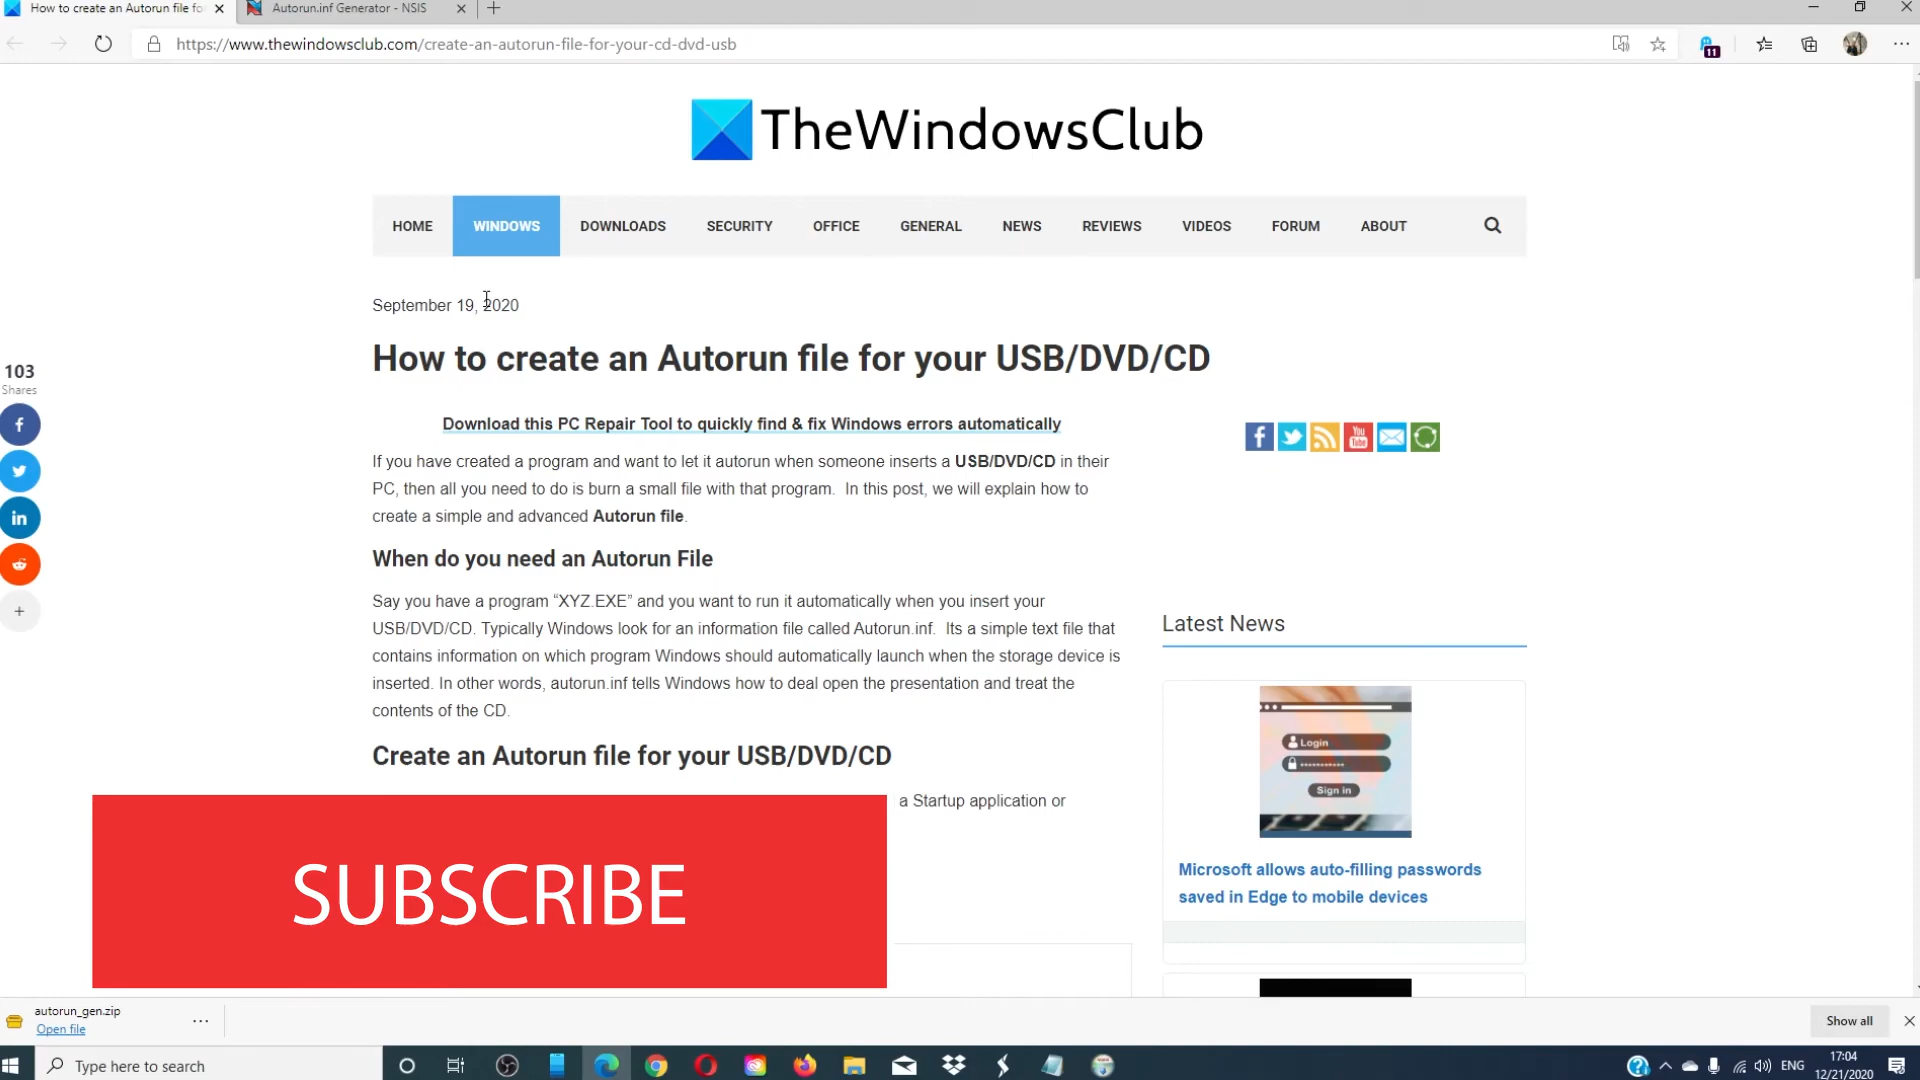 How to create an Autorun file fo
Autorun.inf Generator - NSIS
https://www.thewindowsclub.com/create-an-autorun-file-for-your-cd-dvd-usb
11
TheWindowsClub
HOME WINDOWS DOWNLOADS SECURITY OFFICE GENERAL NEWS REVIEWS VIDEOS FORUM ABOUT
September 19, 2020
How to create an Autorun file for your USB/DVD/CD
103
Shares
Download this PC Repair Tool to quickly find & fix Windows errors automatically
You Tube
If you have created a program and want to let it autorun when someone inserts a USB/DVD/CD in their
PC, then all you need to do is burn a small file with that program.  In this post, we will explain how to
create a simple and advanced Autorun file.
When do you need an Autorun File
Say you have a program “XYZ.EXE” and you want to run it automatically when you insert your
USB/DVD/CD. Typically Windows look for an information file called Autorun.inf.  Its a simple text file that
contains information on which program Windows should automatically launch when the storage device is
inserted. In other words, autorun.inf tells Windows how to deal open the presentation and treat the
contents of the CD.
Create an Autorun file for your USB/DVD/CD
a Startup application or
SUBSCRIBE
Latest News
Login
Sign in
Microsoft allows auto-filling passwords
saved in Edge to mobile devices
autorun_gen.zip
Open file
Show all
Type here to search
ENG
17:04
12/21/2020